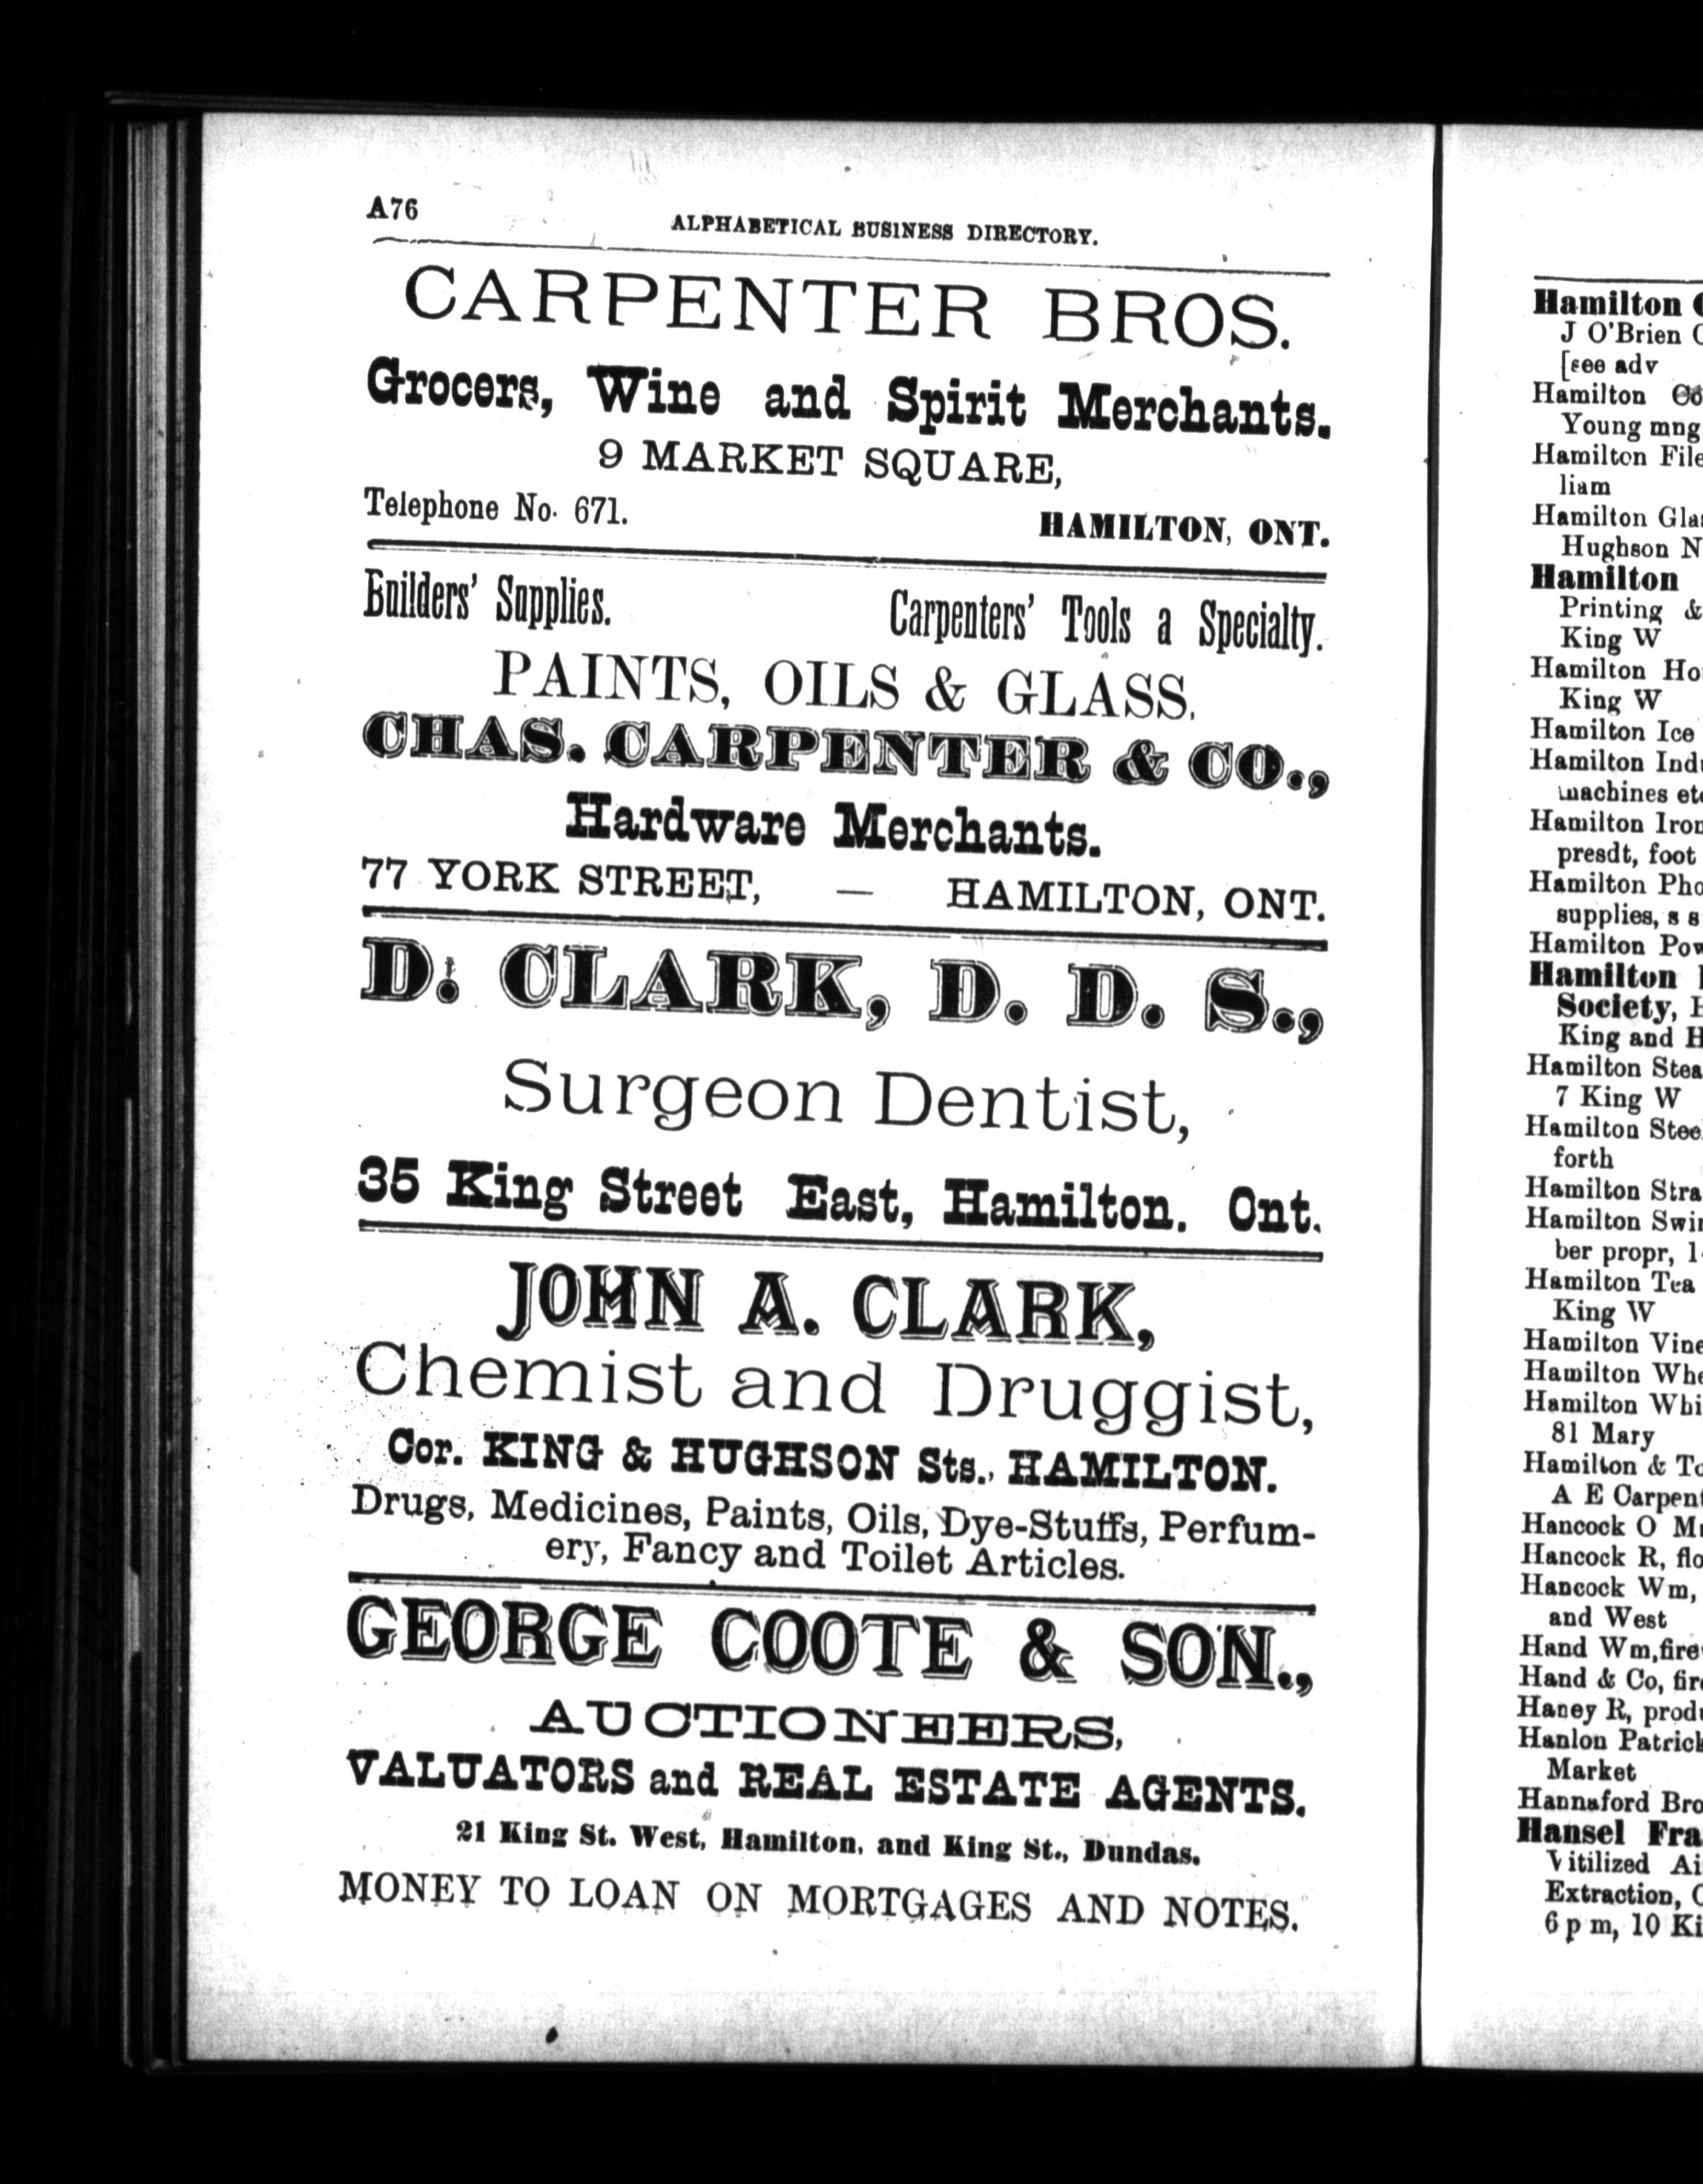 A76
ALPHABETICAL BUSINESS DIRECTORY.
CARPENTER BROS.
Grocers, Wine and Spirit Merchants.
9 MARKET SQUARE,
Telephone No. 671. HAMILTON, ONT.
Builders' Supplies. Carpenters' Tools a Specialty.
PAINTS, OILS & GLASS,
CHAS. CARPENTER & CO.,
Hardware Merchants.
77 YORK STREET, — HAMILTON, ONT.
D. CLARK, D. D. S.,
Surgeon Dentist,
35 King Street East, Hamilton. Ont.
JOHN A. CLARK,
Chemist and Druggist,
Cor. KING & HUGHSON Sts., HAMILTON.
Drugs, Medicines, Paints, Oils, Dye-Stuffs, Perfum-
ery, Fancy and Toilet Articles.
GEORGE COOTE & SON.,
AUCTIONEERS,
VALUATORS and REAL ESTATE AGENTS.
21 King St. West, Hamilton, and King St., Dundas.
MONEY TO LOAN ON MORTGAGES AND NOTES.
Hamilton
J O'Brien
[see adv
Hamilton
Young mng
Hamilton File
liam
Hamilton
Hughson N
Hamilton
Printing &
King W
Hamilton
King W
Hamilton Ice
Hamilton
machines
Hamilton
presdt, foot
Hamilton
supplies, s s
Hamilton
Hamilton
Society,
King and
Hamilton
7 King W
Hamilton
forth
Hamilton
Hamilton
ber propr,
Hamilton Tea
King W
Hamilton
Hamilton
Hamilton
81 Mary
Hamilton &
A E
Hancock O
Hancock R,
Hancock Wm,
and West
Hand Wm,
Hand & Co,
Haney R,
Hanlon
Market
Hannaford
Hansel
Vitilized
Extraction,
6 p m, 10